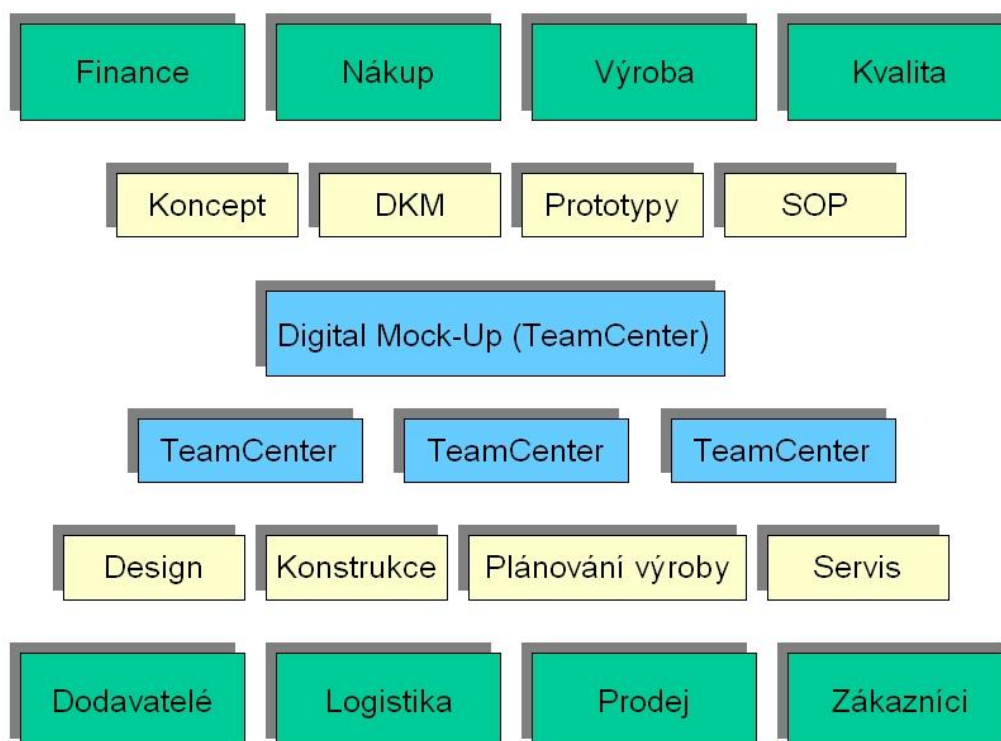 Finance Nákup Výroba Kvalita
Koncept DKM Prototypy SOP
Digital Mock-Up (TeamCenter)
TeamCenter TeamCenter TeamCenter
Design Konstrukce Plánování výroby Servis
Dodavatelé Logistika Prodej Zákazníci